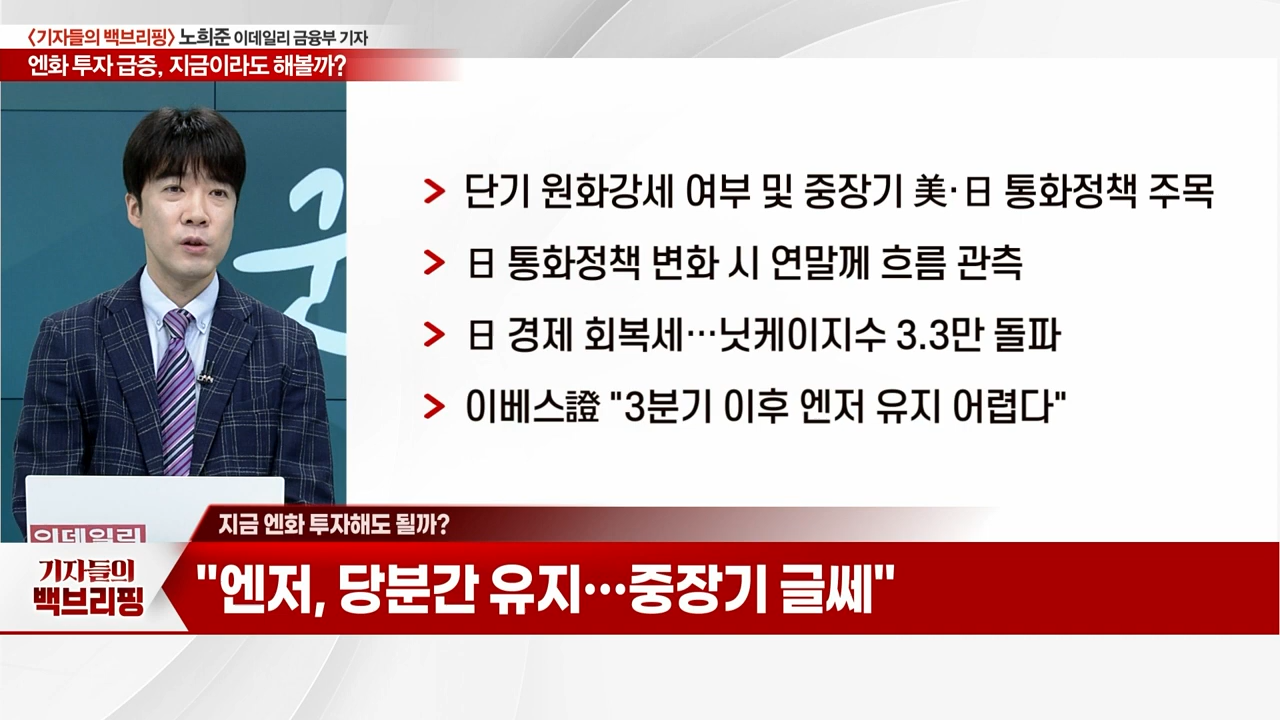 <기자들의 백브리핑> 노희준 이데일리 금융부 기자
엔화 투자 급증, 지금이라도 해볼까?
> 단기 원화강세 여부 및 중장기 美·日 통화정책 주목
> 日 통화정책 변화 시 연말께 흐름 관측
> 日 경제 회복세…닛케이지수 3.3만 돌파
> 이베스證 "3분기 이후 엔저 유지 어렵다"
이데일리
지금 엔화 투자해도 될까?
기자들의
백브리핑
"엔저, 당분간 유지…중장기 글쎄"